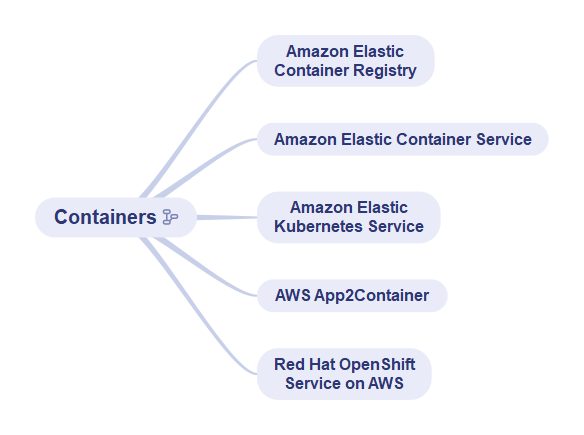 Amazon Elastic
Container Registry
Amazon Elastic Container Service
Containers
Amazon Elastic
Kubernetes Service
AWS App2Container
Red Hat OpenShift
Service on AWS